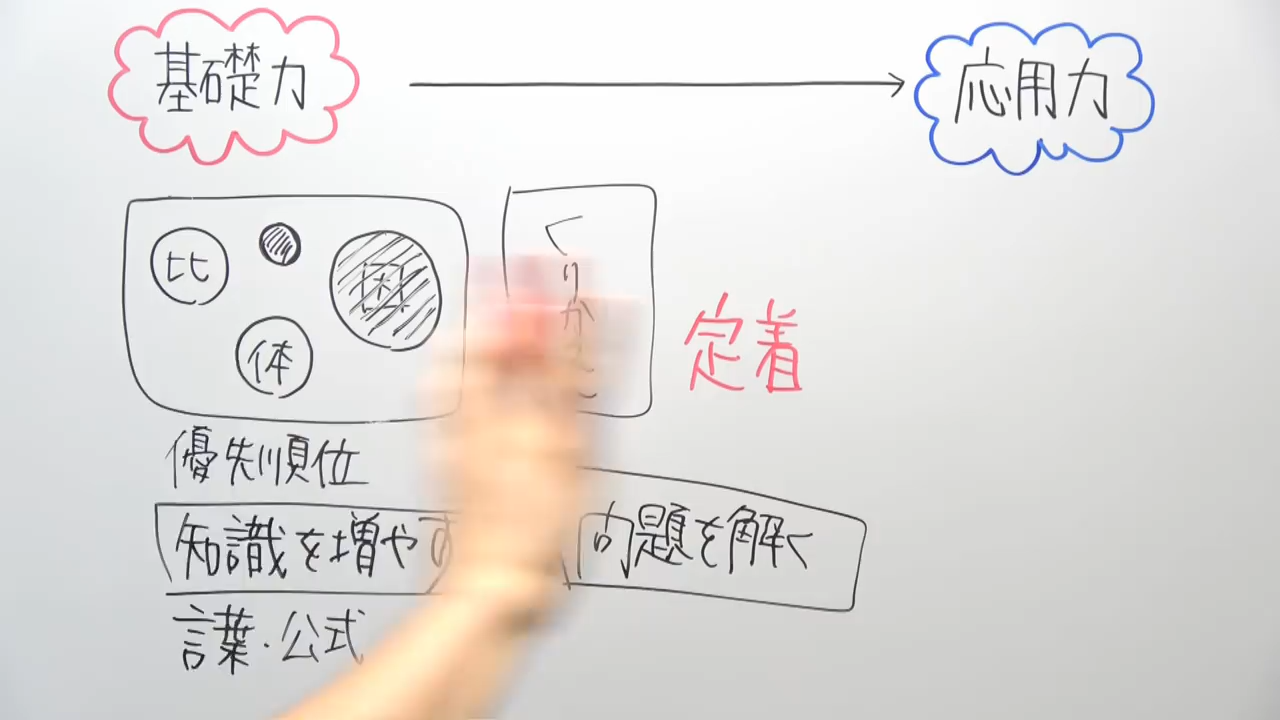 基礎力
応用力
比
因
体
くりかえし
定着
優先順位
知識を増やす
問題を解く
言葉・公式